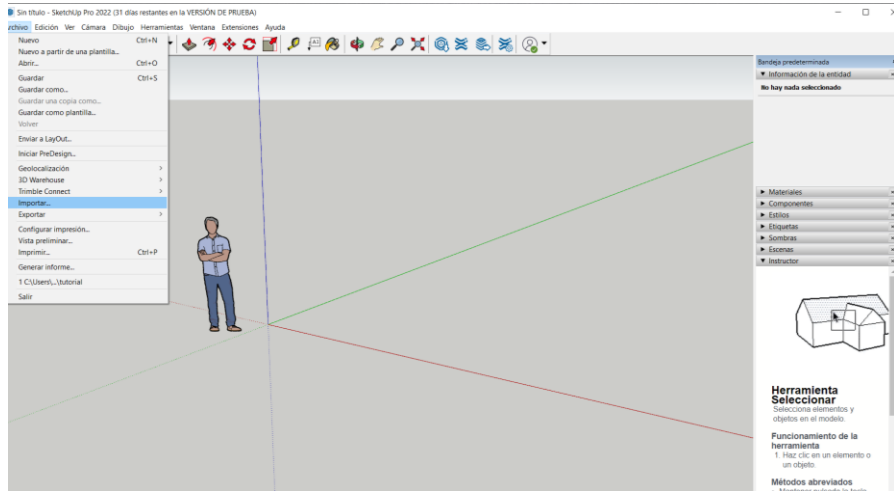 Sin título - SketchUp Pro 2022 (31 días restantes en la VERSIÓN DE PRUEBA)
Archivo Edición Ver Cámara Dibujo Herramientas Ventana Extensiones Ayuda
Nuevo Ctrl+N
Nuevo a partir de una plantilla...
Abrir... Ctrl+O
Guardar Ctrl+S
Guardar como...
Guardar una copia como...
Guardar como plantilla...
Volver
Enviar a LayOut...
Iniciar PreDesign...
Geolocalización
3D Warehouse
Trimble Connect
Importar...
Exportar
Configurar impresión...
Vista preliminar...
Imprimir... Ctrl+P
Generar informe...
1 C:\Users\...\tutorial
Salir
Bandeja predeterminada
Información de la entidad
No hay nada seleccionado
Materiales
Componentes
Estilos
Etiquetas
Sombras
Escenas
Instructor
Herramienta
Seleccionar
Selecciona elementos y
objetos en el modelo.
Funcionamiento de la
herramienta
1. Haz clic en un elemento o
un objeto.
Métodos abreviados